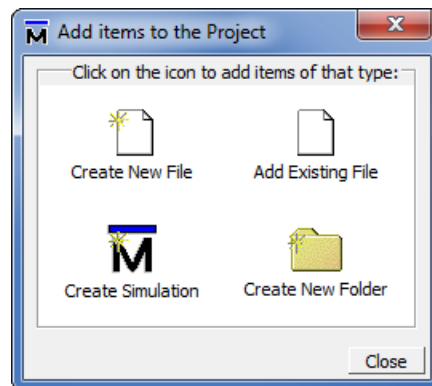 Add items to the Project
Click on the icon to add items of that type:
Create New File
Add Existing File
Create Simulation
Create New Folder
Close